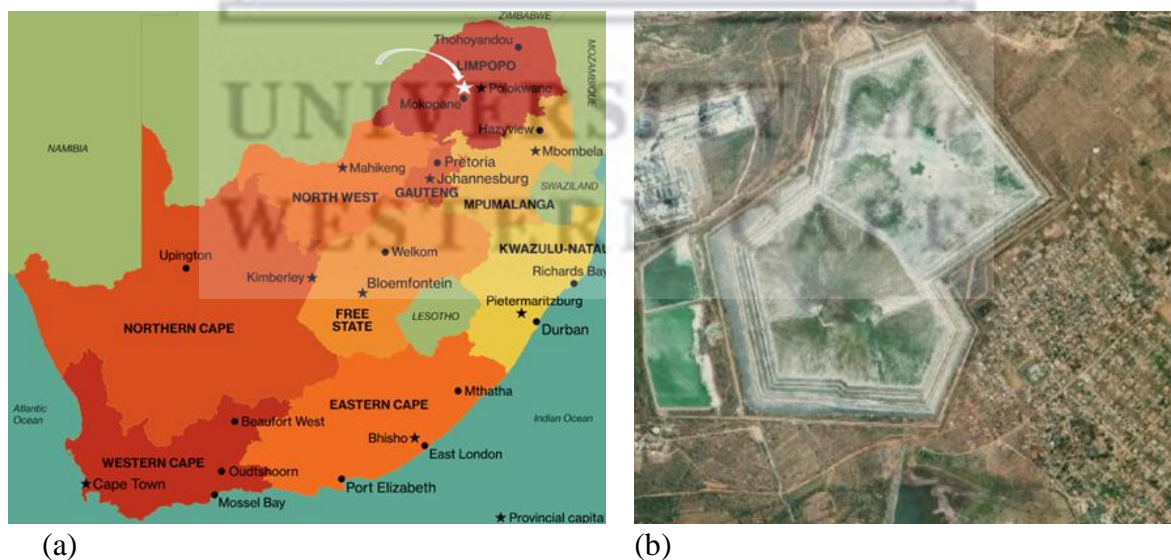 ZIMBABWE
Thohoyandou
LIMPOPO
MOZAMBIQUE
★Polokwane
Mokopane
UNIVERSITY of the
Hazyview
NAMIBIA
★Mbombela
★Mahikeng
Pretoria
★Johannesburg
GAUTENG
SWAZILAND
NORTH WEST
MPUMALANGA
WESTERN CAPE
Welkom
KWAZULU-NATAL
Upington
Kimberley★
Richards Bay
★Bloemfontein
Pietermaritzburg
★
FREE
STATE
LESOTHO
Durban
NORTHERN CAPE
Mthatha
Atlantic
Ocean
EASTERN CAPE
Indian Ocean
Beaufort West
Bhisho★
East London
WESTERN CAPE
Oudtshoorn
★Cape Town
Port Elizabeth
Mossel Bay
★Provincial capita
(a)
(b)